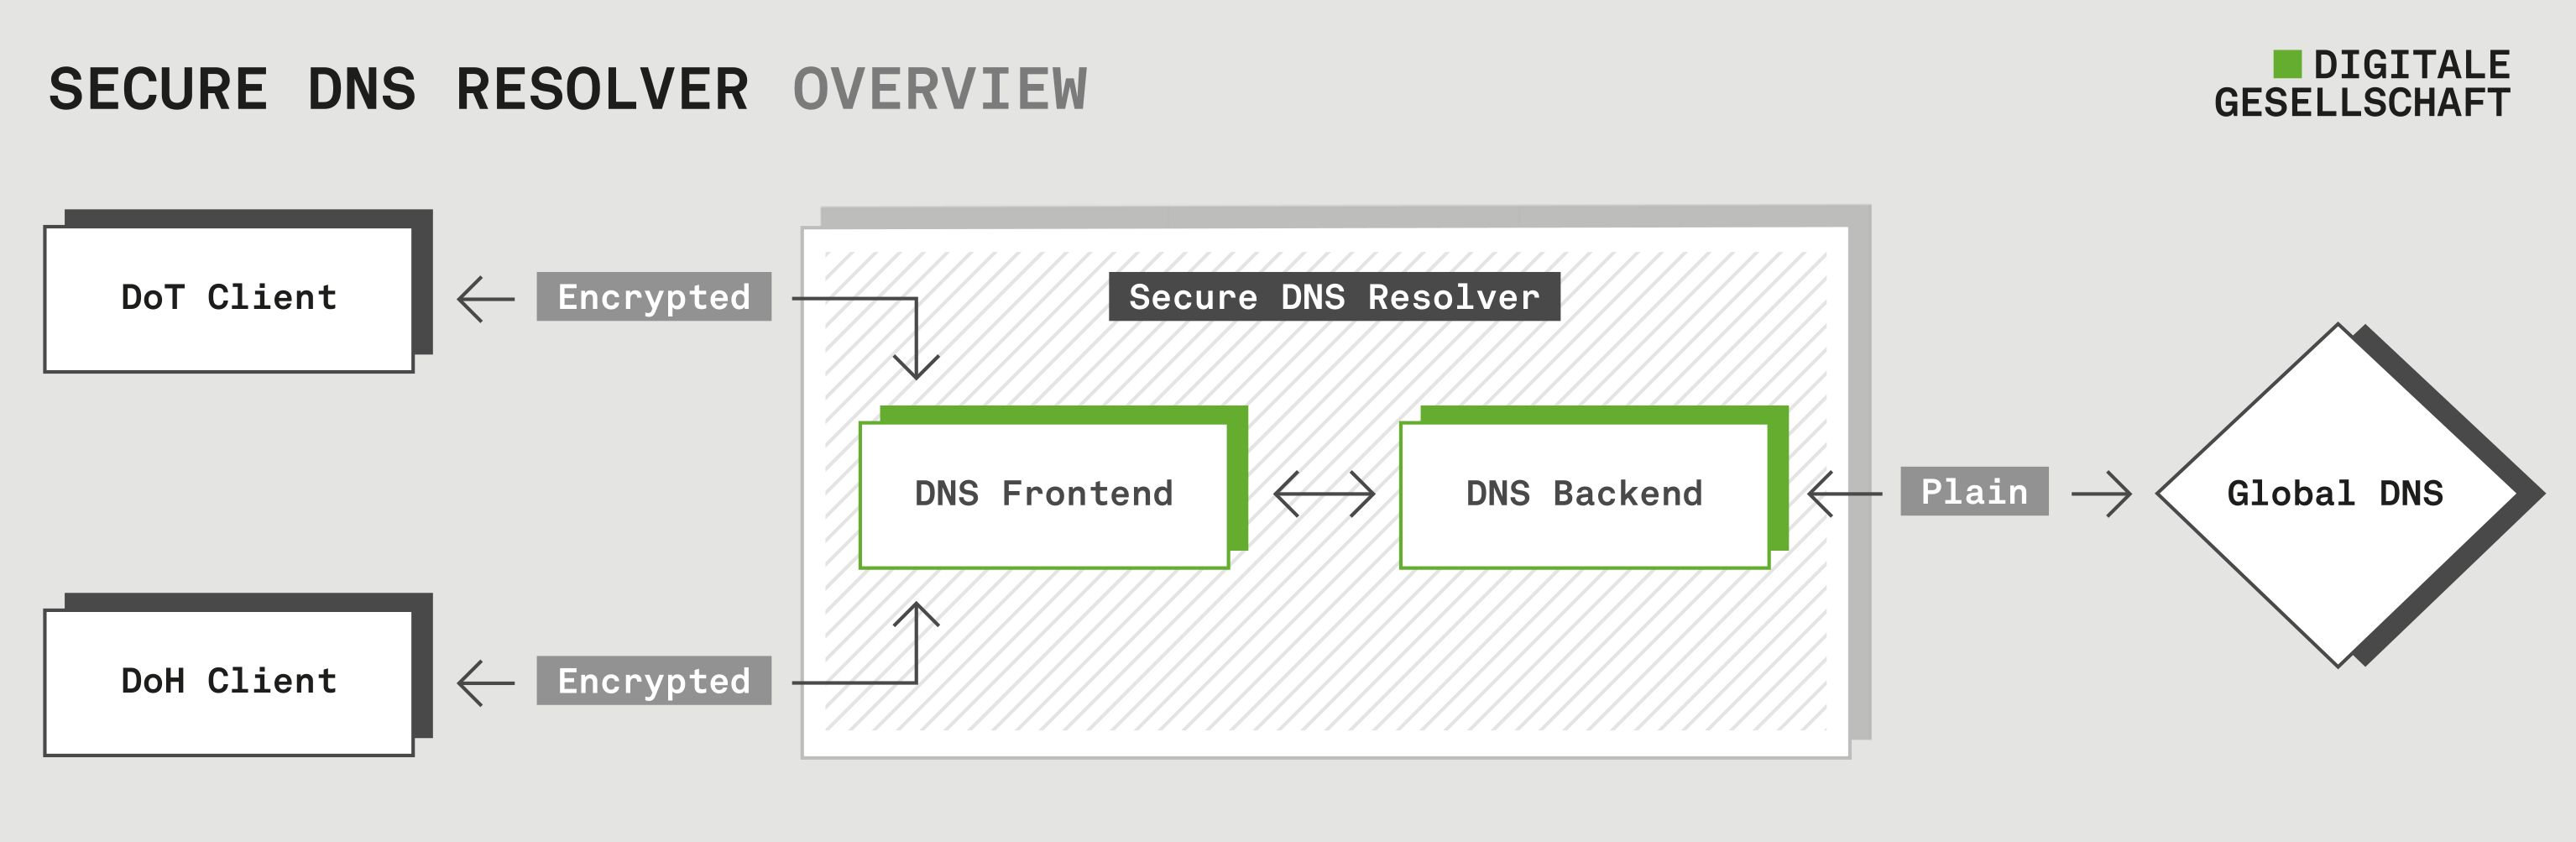 SECURE DNS RESOLVER OVERVIEW
DIGITALE
GESELLSCHAFT
DoT Client
Encrypted
Secure DNS Resolver
DNS Frontend
DNS Backend
Plain
Global DNS
DoH Client
Encrypted